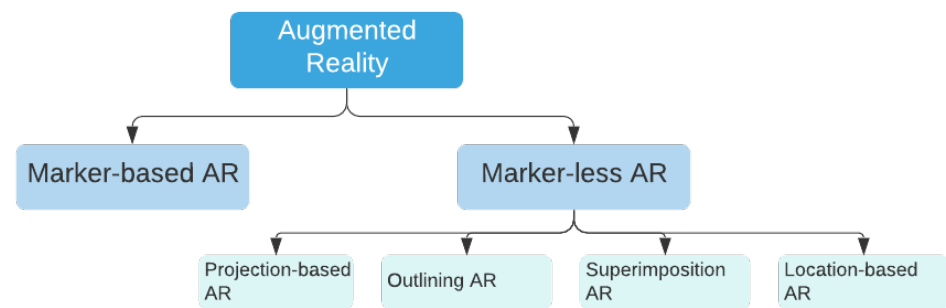 Augmented
Reality
Marker-based AR
Marker-less AR
Projection-based
AR
Outlining AR
Superimposition
AR
Location-based
AR